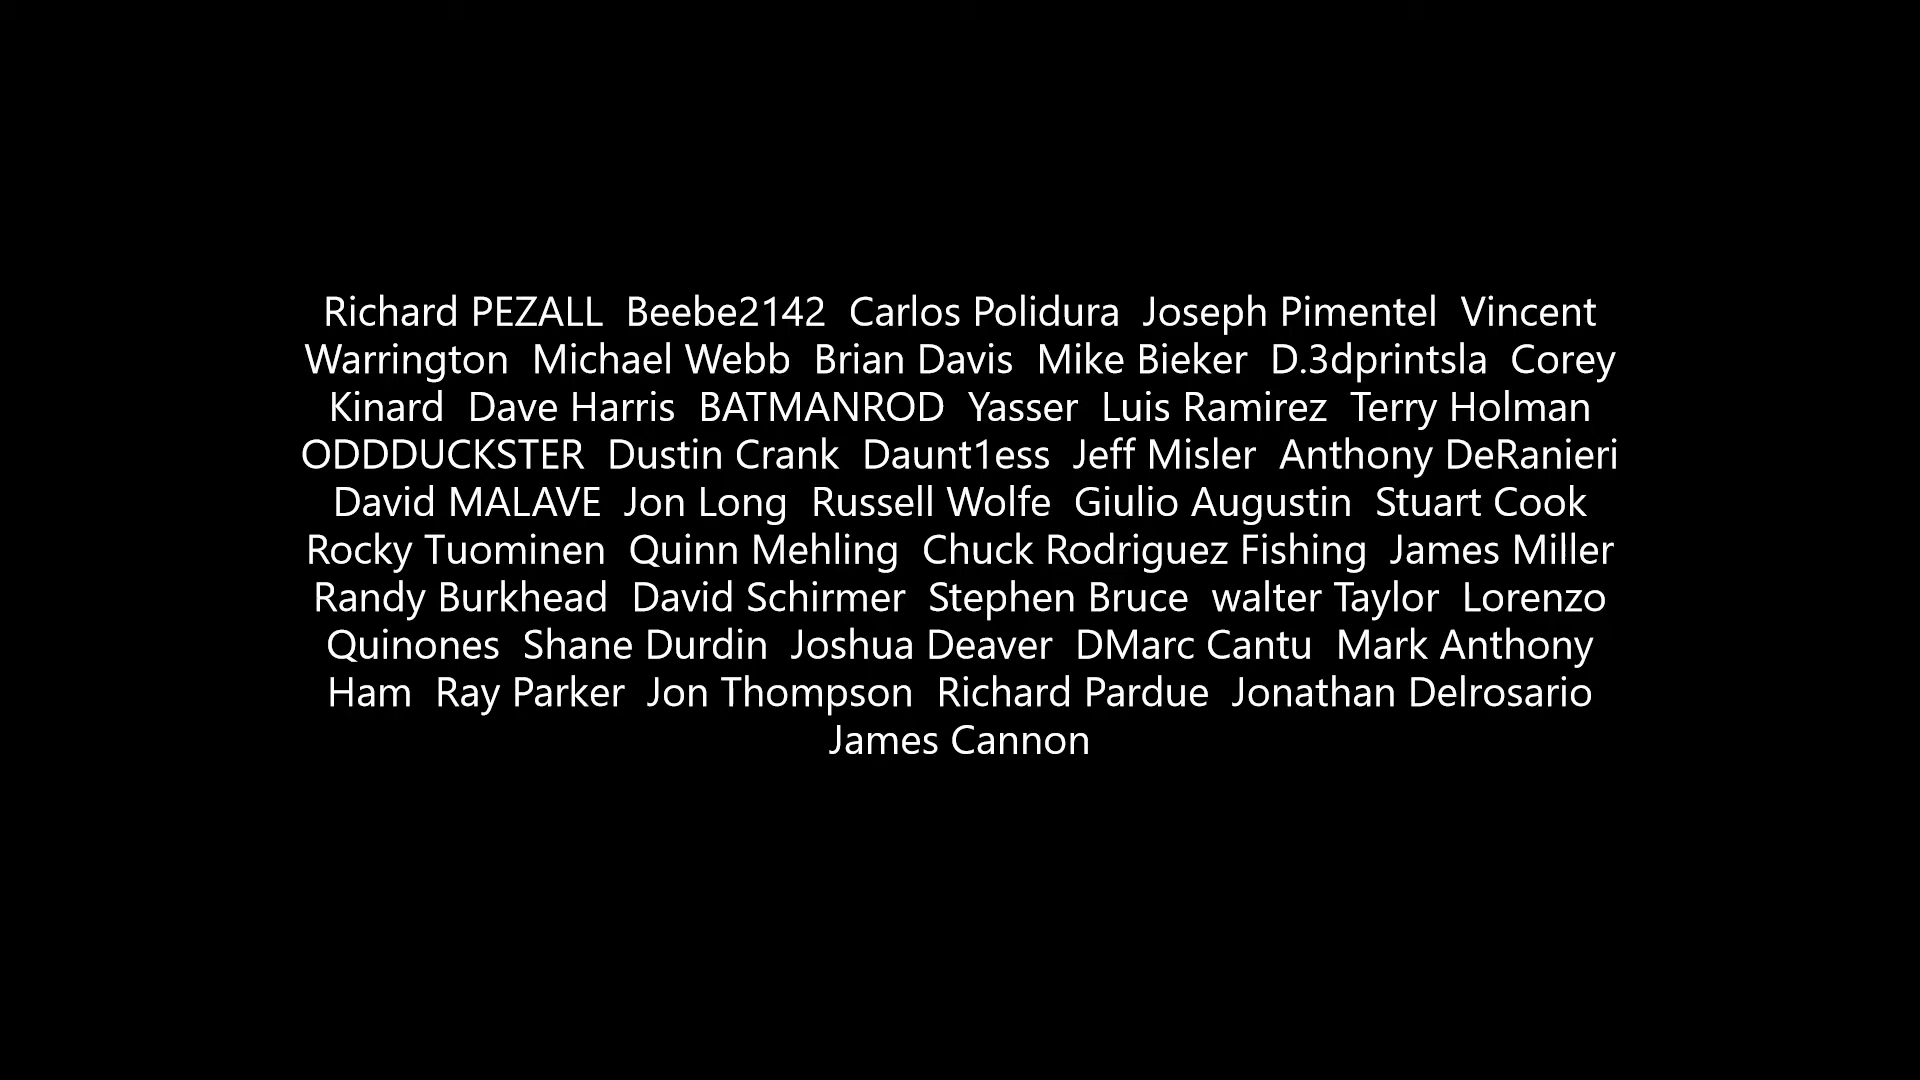 Richard PEZALL  Beebe2142  Carlos Polidura  Joseph Pimentel  Vincent
Warrington  Michael Webb  Brian Davis  Mike Bieker  D.3dprintsla  Corey
Kinard  Dave Harris  BATMANROD  Yasser  Luis Ramirez  Terry Holman
ODDDUCKSTER  Dustin Crank  Daunt1ess  Jeff Misler  Anthony DeRanieri
David MALAVE  Jon Long  Russell Wolfe  Giulio Augustin  Stuart Cook
Rocky Tuominen  Quinn Mehling  Chuck Rodriguez Fishing  James Miller
Randy Burkhead  David Schirmer  Stephen Bruce  walter Taylor  Lorenzo
Quinones  Shane Durdin  Joshua Deaver  DMarc Cantu  Mark Anthony
Ham  Ray Parker  Jon Thompson  Richard Pardue  Jonathan Delrosario
James Cannon